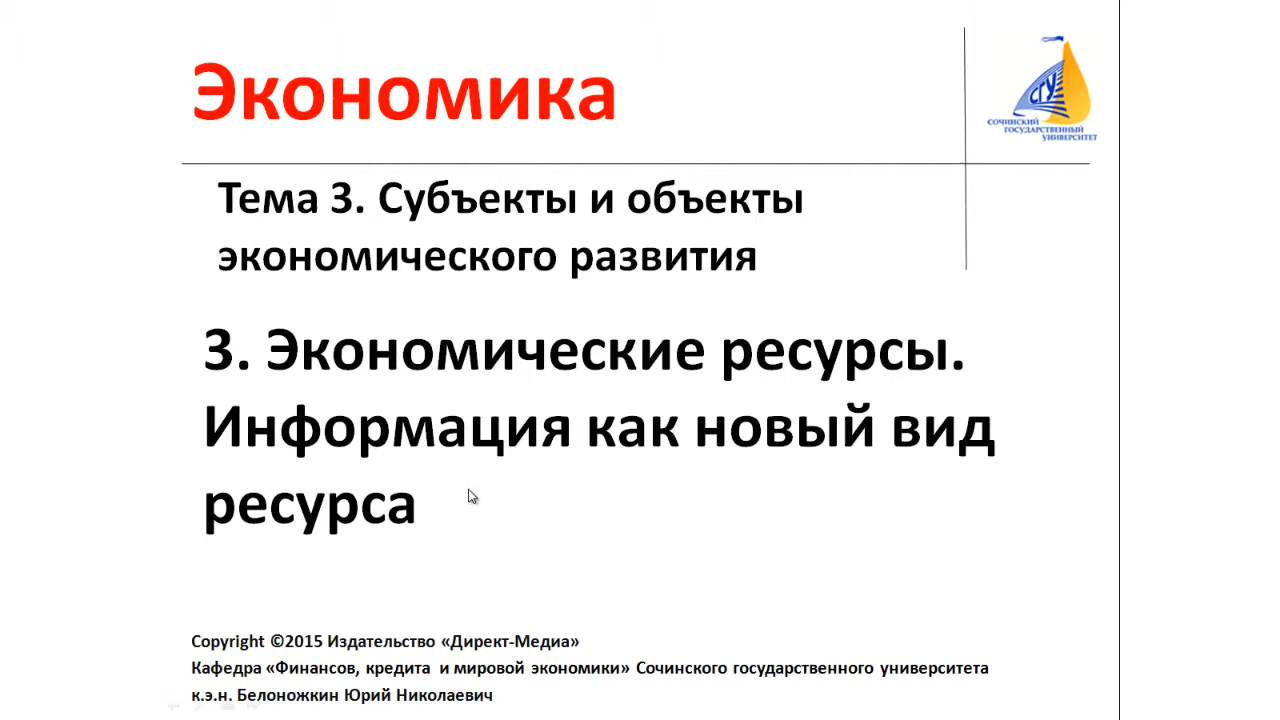 Экономика
СГУ
СОЧИНСКИЙ
ГОСУДАРСТВЕННЫЙ
УНИВЕРСИТЕТ
Тема 3. Субъекты и объекты
экономического развития
3. Экономические ресурсы.
Информация как новый вид
ресурса
Copyright ©2015 Издательство «Директ-Медиа»
Кафедра «Финансов, кредита и мировой экономики» Сочинского государственного университета
к.э.н. Белоножкин Юрий Николаевич